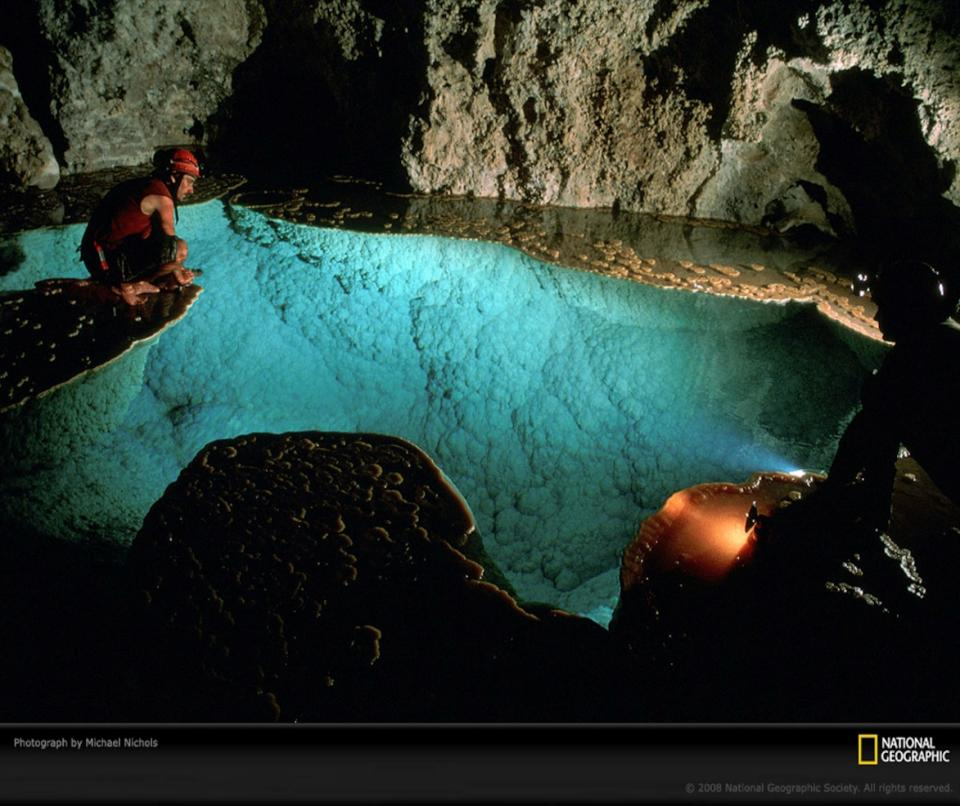 Photograph by Michael Nichols
NATIONAL
GEOGRAPHIC
© 2008 National Geographic Society. All rights reserved.